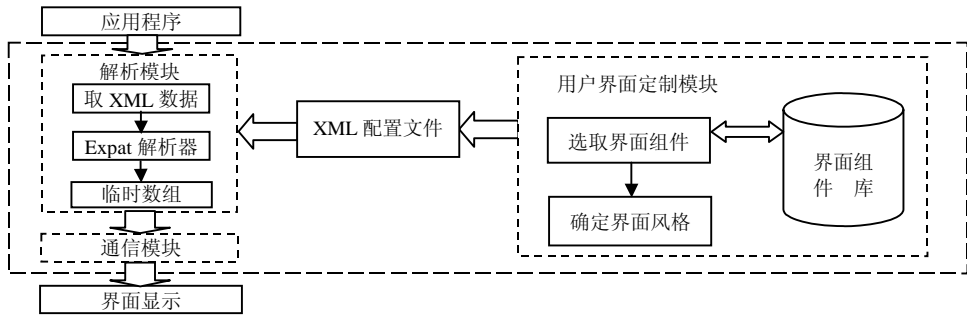 应用程序
解析模块
取 XML 数据
Expat 解析器
临时数组
通信模块
界面显示
XML 配置文件
用户界面定制模块
选取界面组件
确定界面风格
界面组
件 库